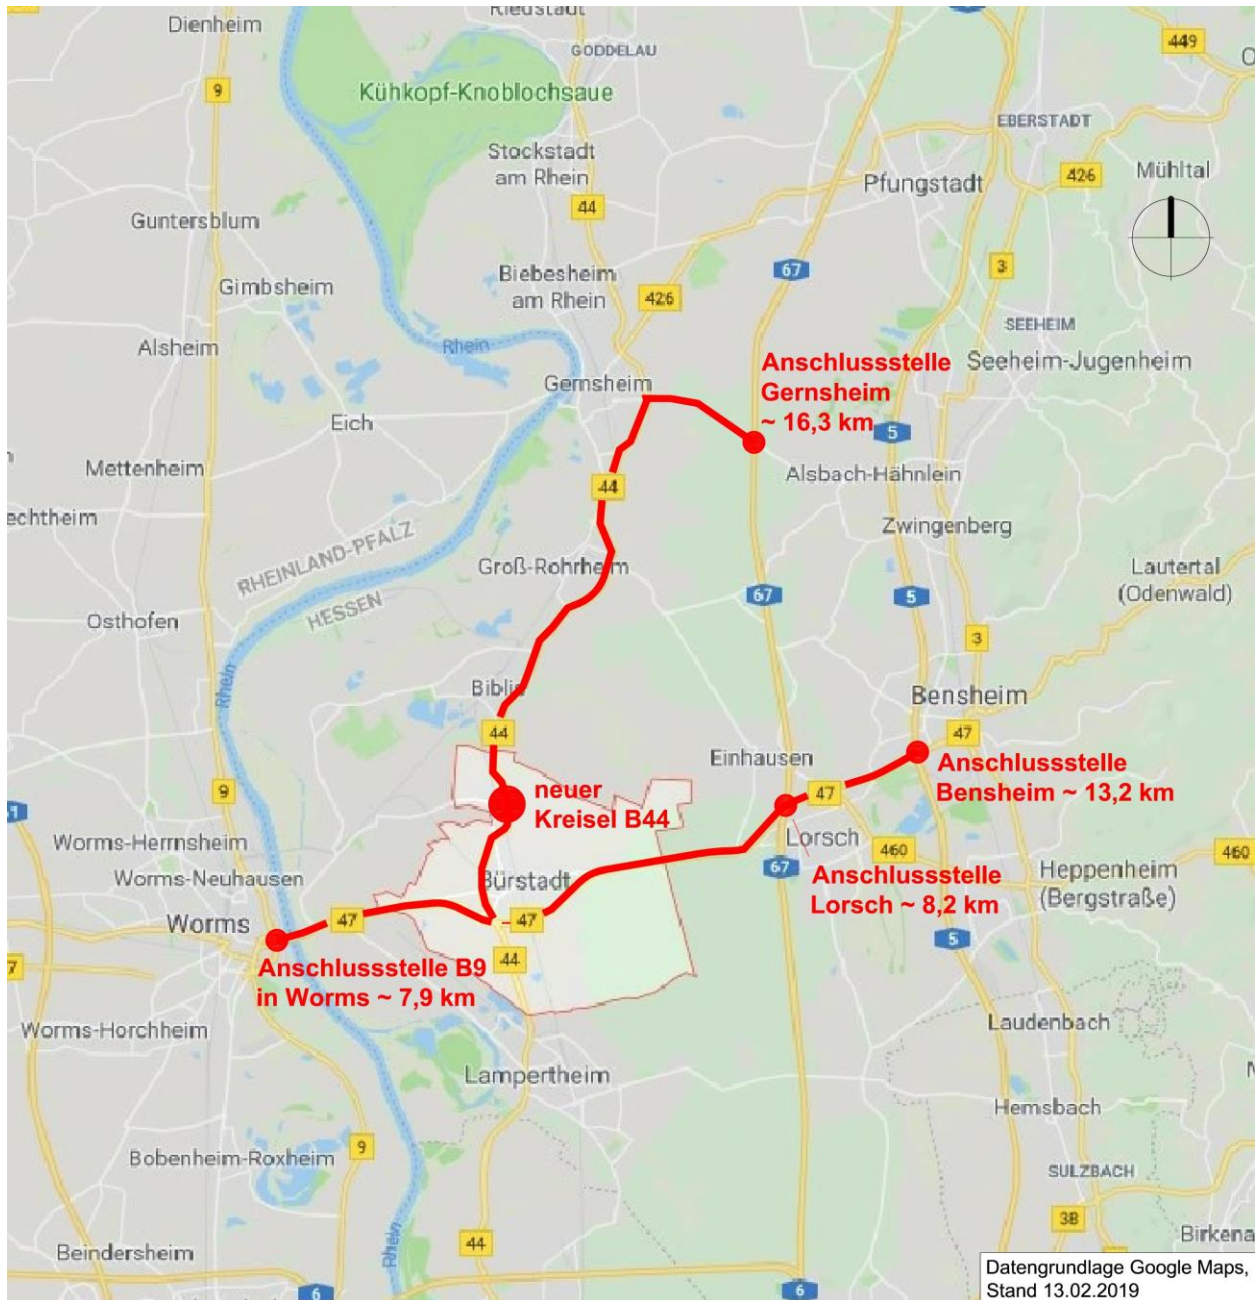 Riedstadt
Dienheim
GODDELAU
449
9
Kühkopf-Knoblochsaue
EBERSTADT
Stockstadt
am Rhein
426
Mühltal
Pfungstadt
44
Guntersblum
67
3
Biebesheim
am Rhein
Gimbsheim
426
SEEHEIM
Alsheim
Rhein
Anschlussstelle
Gernsheim
~ 16,3 km
Seeheim-Jugenheim
Gernsheim
Eich
5
Mettenheim
Alsbach-Hähnlein
44
echtheim
Zwingenberg
RHEINLAND-PFALZ
HESSEN
Groß-Rohrheim
Lautertal
(Odenwald)
67
5
Osthofen
3
Rhein
Biblis
Bensheim
44
47
Einhausen
Anschlussstelle
Bensheim ~ 13,2 km
9
neuer
Kreisel B44
47
Worms-Herrnsheim
Lorsch
460
460
Worms-Neuhausen
Bürstadt
67
Heppenheim
(Bergstraße)
Anschlussstelle
Lorsch ~ 8,2 km
Worms
47
47
5
44
Anschlussstelle B9
in Worms ~ 7,9 km
Worms-Horchheim
Laudenbach
Lampertheim
Hemsbach
9
Bobenheim-Roxheim
SULZBACH
38
Rhein
44
Birkena
Beindersheim
6
6
Datengrundlage Google Maps,
Stand 13.02.2019